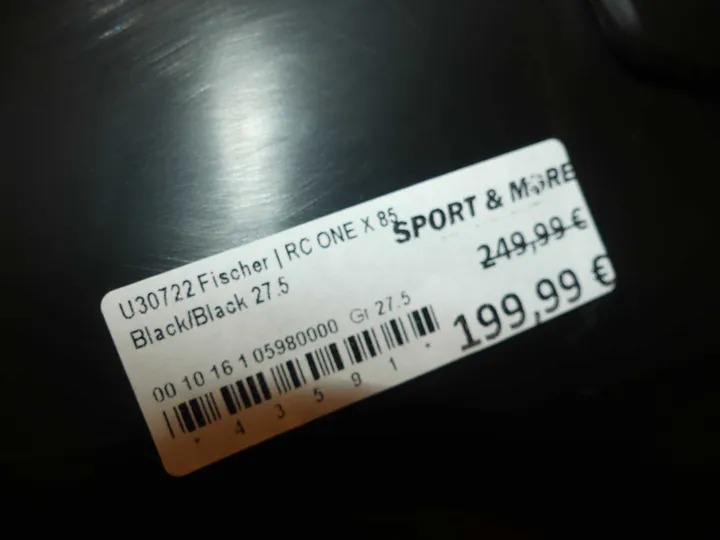 U30722 Fischer | RC ONE X 85
Black/Black 27.5
SPORT & MORE
249,99 €
199,99 €
00 10 16 1 05980000 Gr 27.5
* 4 3 5 9 1 *